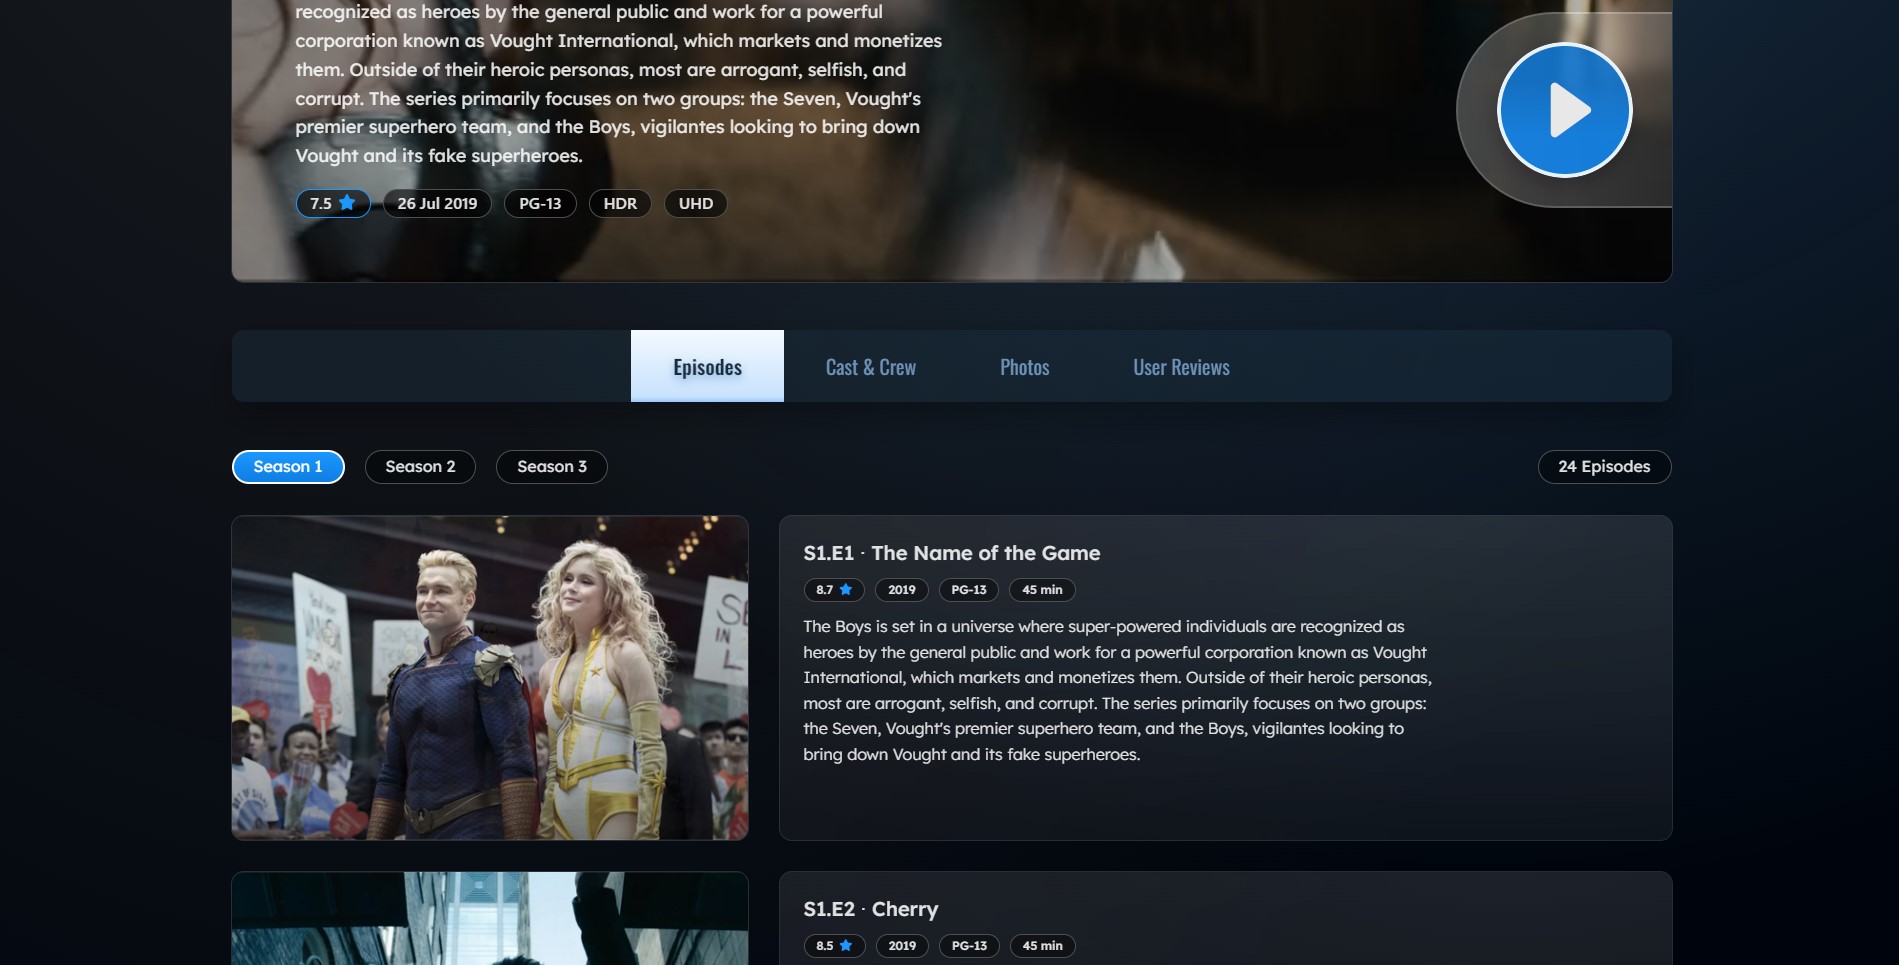 recognized as heroes by the general public and work for a powerful
corporation known as Vought International, which markets and monetizes
them. Outside of their heroic personas, most are arrogant, selfish, and
corrupt. The series primarily focuses on two groups: the Seven, Vought's
premier superhero team, and the Boys, vigilantes looking to bring down
Vought and its fake superheroes.
7.5 26 Jul 2019 PG-13 HDR UHD
Episodes Cast & Crew Photos User Reviews
Season 1 Season 2 Season 3 24 Episodes
S1.E1 · The Name of the Game
8.7 2019 PG-13 45 min
The Boys is set in a universe where super-powered individuals are recognized as
heroes by the general public and work for a powerful corporation known as Vought
International, which markets and monetizes them. Outside of their heroic personas,
most are arrogant, selfish, and corrupt. The series primarily focuses on two groups:
the Seven, Vought's premier superhero team, and the Boys, vigilantes looking to
bring down Vought and its fake superheroes.
S1.E2 · Cherry
8.5 2019 PG-13 45 min